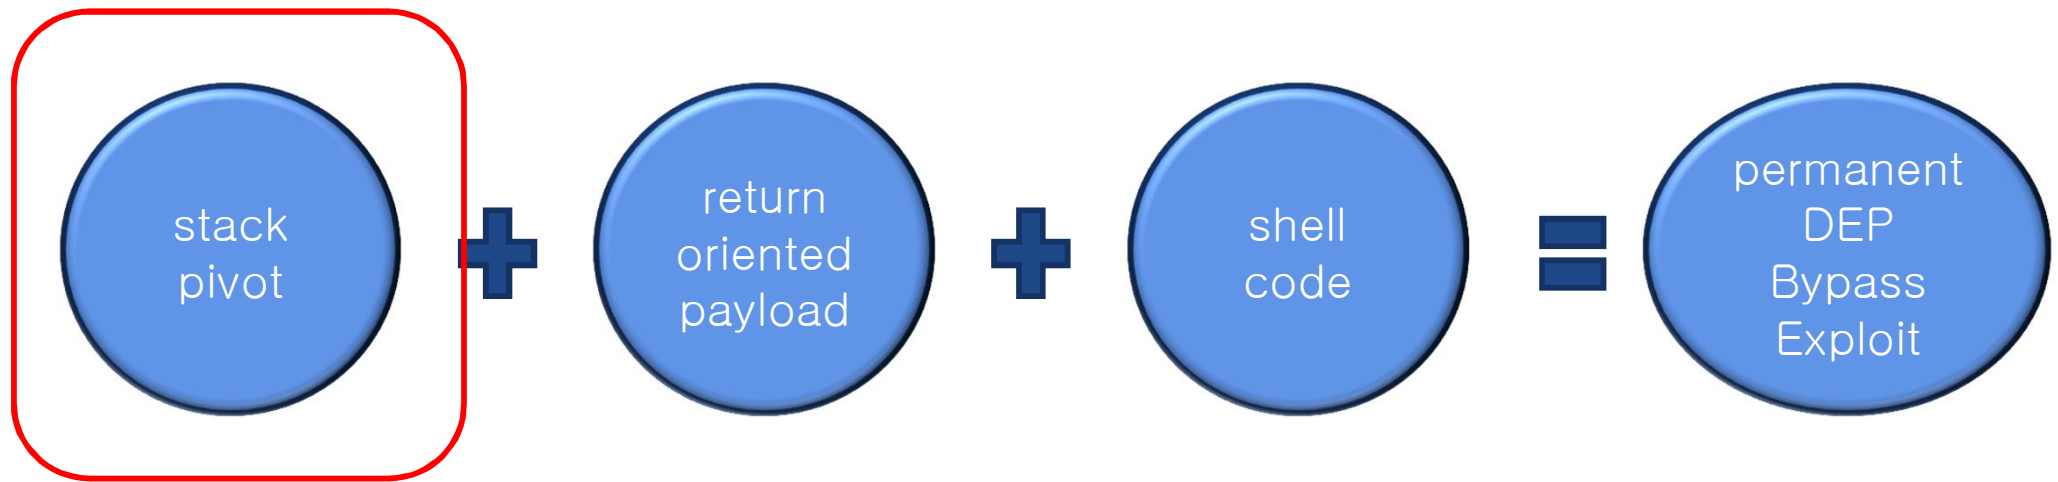 stack
pivot
return
oriented
payload
shell
code
permanent
DEP
Bypass
Exploit